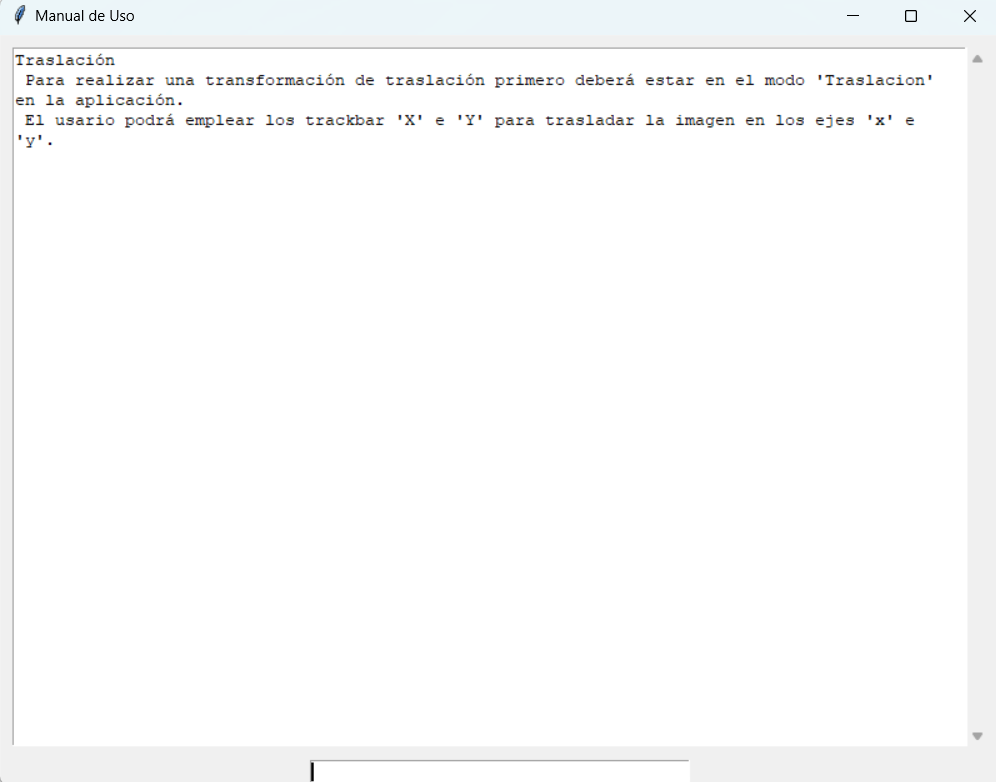 Manual de Uso
Traslación
Para realizar una transformación de traslación primero deberá estar en el modo 'Traslacion'
en la aplicación.
El usario podrá emplear los trackbar 'X' e 'Y' para trasladar la imagen en los ejes 'x' e
'y'.